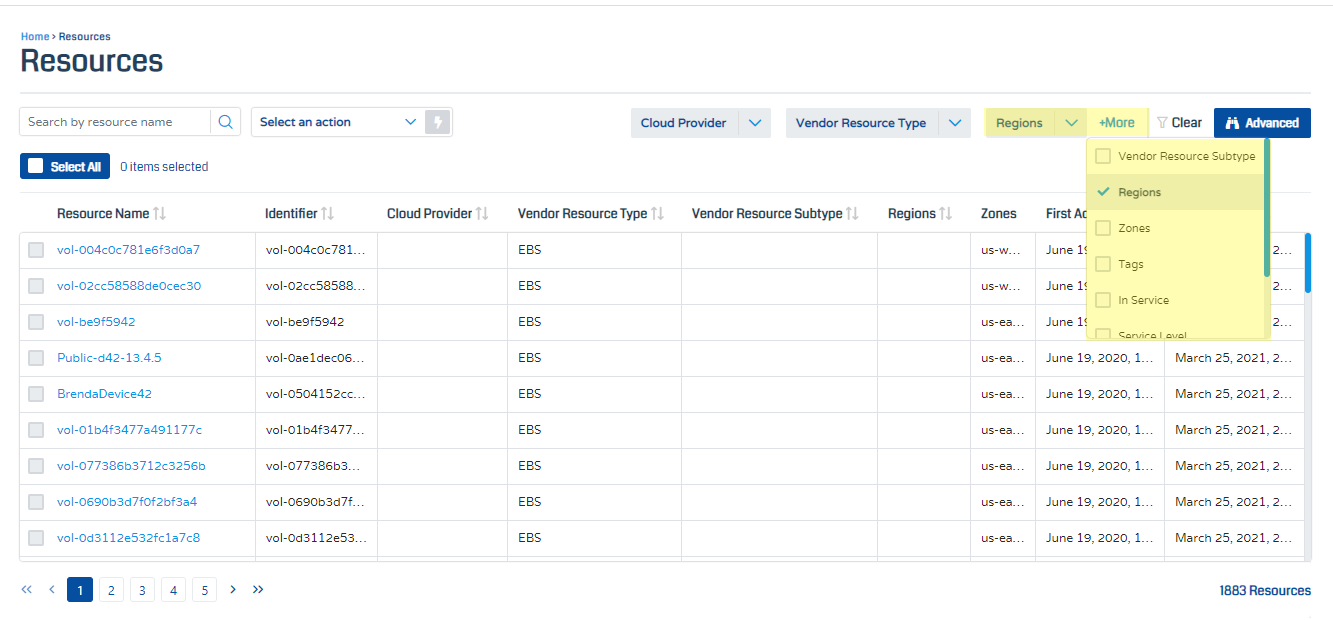 Home › Resources
Resources
Search by resource name Select an action Cloud Provider Vendor Resource Type Regions +More Clear Advanced
Select All 0 items selected
Vendor Resource Subtype
Regions
Zones
Tags
In Service
Service Level
Resource Name Identifier Cloud Provider Vendor Resource Type Vendor Resource Subtype Regions Zones First Ad
vol-004c0c781e6f3d0a7 vol-004c0c781... EBS us-w... June 19 2...
vol-02cc58588de0cec30 vol-02cc58588... EBS us-w... June 19 2...
vol-be9f5942 vol-be9f5942 EBS us-ea... June 19 2...
Public-d42-13.4.5 vol-0ae1dec06... EBS us-ea... June 19, 2020, 1... March 25, 2021, 2...
BrendaDevice42 vol-0504152cc... EBS us-ea... June 19, 2020, 1... March 25, 2021, 2...
vol-01b4f3477a491177c vol-01b4f3477... EBS us-ea... June 19, 2020, 1... March 25, 2021, 2...
vol-077386b3712c3256b vol-077386b3... EBS us-ea... June 19, 2020, 1... March 25, 2021, 2...
vol-0690b3d7f0f2bf3a4 vol-0690b3d7f... EBS us-ea... June 19, 2020, 1... March 25, 2021, 2...
vol-0d3112e532fc1a7c8 vol-0d3112e53... EBS us-ea... June 19, 2020, 1... March 25, 2021, 2...
« ‹ 1 2 3 4 5 › » 1883 Resources